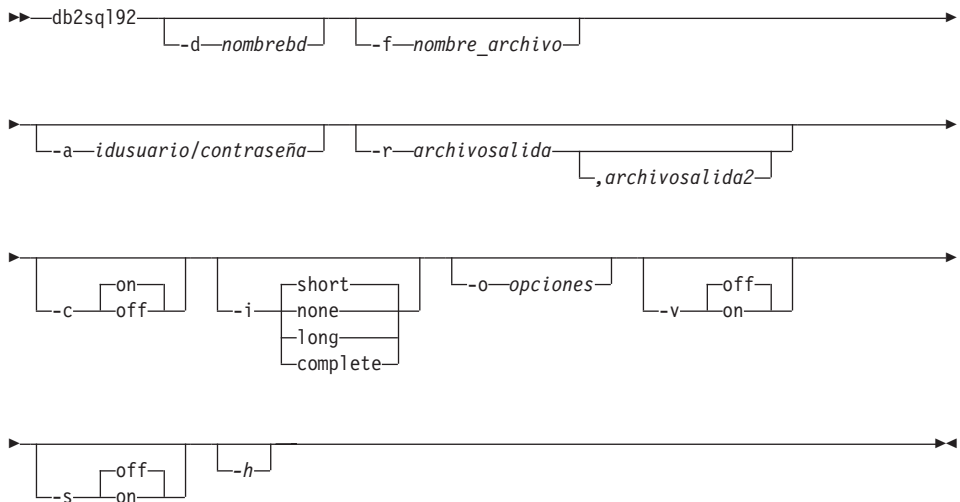 db2sql92
-d nombrebd
-f nombre_archivo
-a idusuario/contraseña
-r archivosalida
,archivosalida2
-c
on
off
-i
short
none
long
complete
-o opciones
-v
off
on
-s
off
on
-h